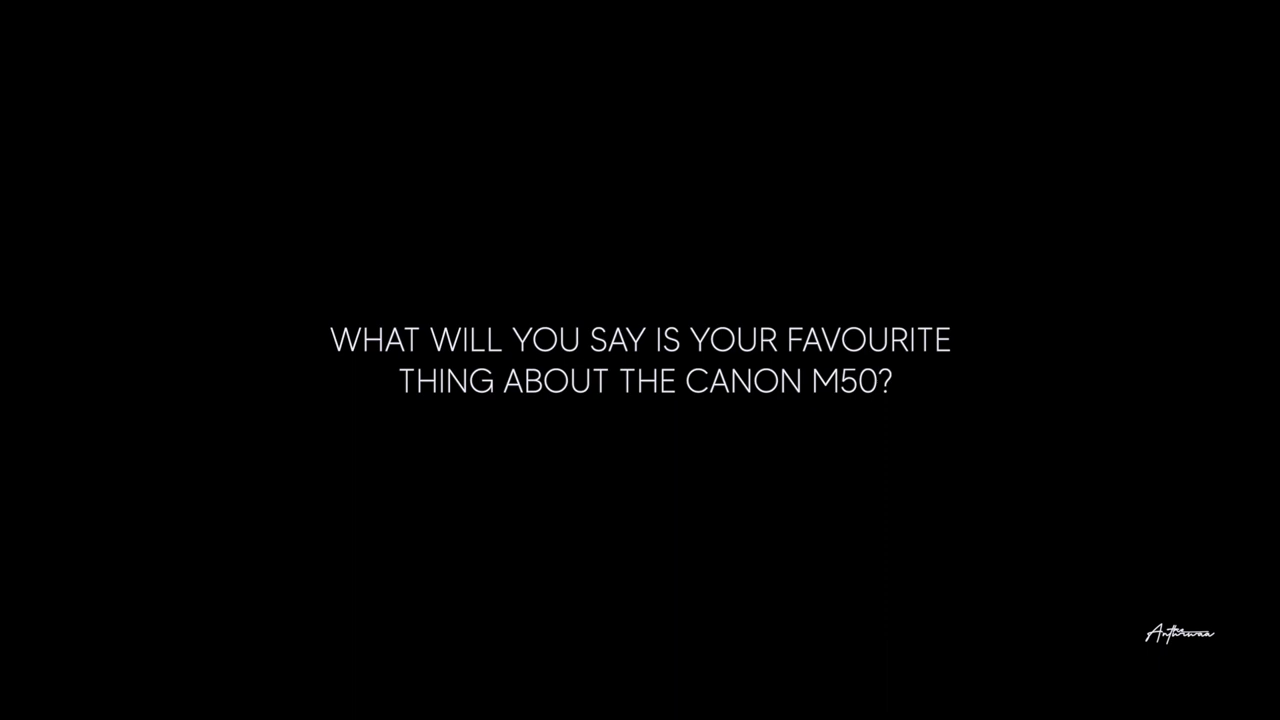 WHAT WILL YOU SAY IS YOUR FAVOURITE
THING ABOUT THE CANON M50?